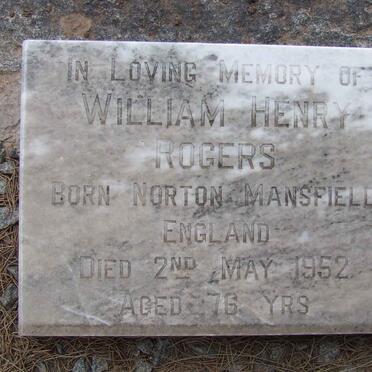 IN LOVING MEMORY OF
WILLIAM HENRY
ROGERS
BORN NORTON MANSFIELD
ENGLAND
DIED 2ND MAY 1952
AGED 76 YRS